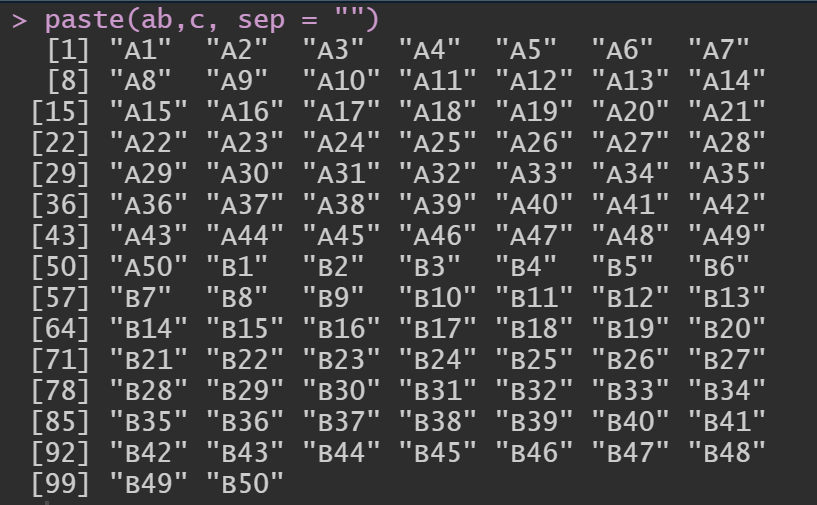 > paste(ab,c, sep = "")
[1] "A1" "A2" "A3" "A4" "A5" "A6" "A7"
[8] "A8" "A9" "A10" "A11" "A12" "A13" "A14"
[15] "A15" "A16" "A17" "A18" "A19" "A20" "A21"
[22] "A22" "A23" "A24" "A25" "A26" "A27" "A28"
[29] "A29" "A30" "A31" "A32" "A33" "A34" "A35"
[36] "A36" "A37" "A38" "A39" "A40" "A41" "A42"
[43] "A43" "A44" "A45" "A46" "A47" "A48" "A49"
[50] "A50" "B1" "B2" "B3" "B4" "B5" "B6"
[57] "B7" "B8" "B9" "B10" "B11" "B12" "B13"
[64] "B14" "B15" "B16" "B17" "B18" "B19" "B20"
[71] "B21" "B22" "B23" "B24" "B25" "B26" "B27"
[78] "B28" "B29" "B30" "B31" "B32" "B33" "B34"
[85] "B35" "B36" "B37" "B38" "B39" "B40" "B41"
[92] "B42" "B43" "B44" "B45" "B46" "B47" "B48"
[99] "B49" "B50"